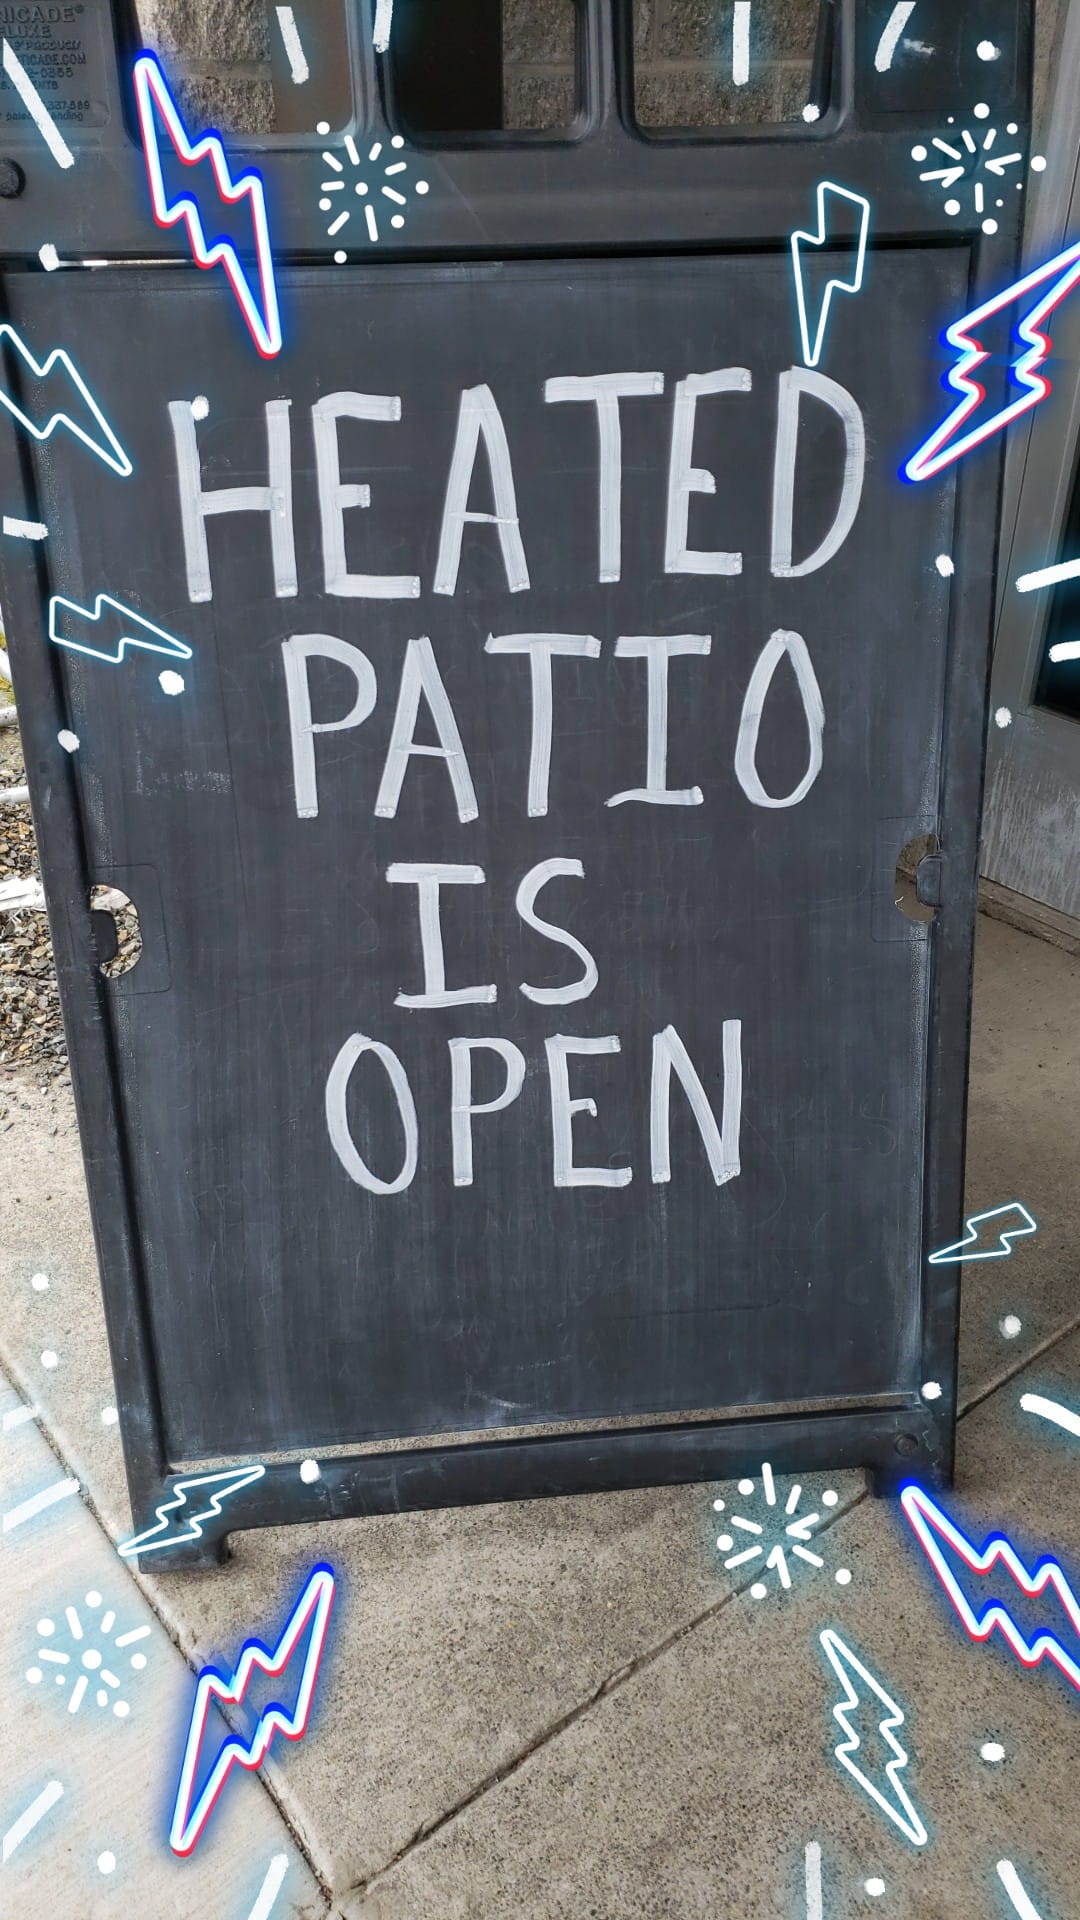 HEATED
PATIO
IS
OPEN